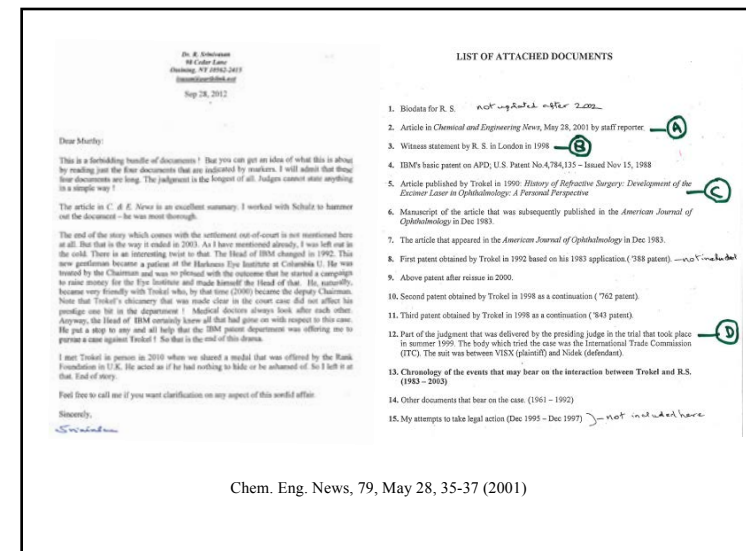 Dr. R. Srinivasan
98 Cedar Lane
Ossining, NY 10562-2415
Sep 28, 2012
Dear Murthy:
This is a forbidding bundle of documents ! But you can get an idea of what this is about
by reading just the four documents that are indicated by markers. I will admit that these
four documents are long. The judgment is the longest of all. Judges cannot state anything
in a simple way !
The article in C. & E. News is an excellent summary. I worked with Schulz to hammer
out the document – he was most thorough.
The end of the story which comes with the settlement out-of-court is not mentioned here
at all. But that is the way it ended in 2003. As I have mentioned already, I was left out in
the cold. There is an interesting twist to that. The Head of IBM changed in 1992. This
new gentleman became a patient at the Harkness Eye Institute at Columbia U. He was
treated by the Chairman and was so pleased with the outcome that he started a campaign
to raise money for the Eye Institute and made himself the Head of that. He, naturally,
became very friendly with Trokel who, by that time (2000) became the deputy Chairman.
Note that Trokel's chicanery that was made clear in the court case did not affect his
prestige one bit in the department ! Medical doctors always look after each other.
Anyway, the Head of IBM certainly knew all that had gone on with respect to this case.
He put a stop to any and all help that the IBM patent department was offering me to
pursue a case against Trokel ! So that is the end of this drama.
I met Trokel in person in 2010 when we shared a medal that was offered by the Rank
Foundation in U.K. He acted as if he had nothing to hide or be ashamed of. So I left it at
that. End of story.
Feel free to call me if you want clarification on any aspect of this sordid affair.
Sincerely,
Srinivasan
LIST OF ATTACHED DOCUMENTS
1. Biodata for R. S. not updated after 2002
2. Article in Chemical and Engineering News, May 28, 2001 by staff reporter. A
3. Witness statement by R. S. in London in 1998 B
4. IBM's basic patent on APD; U.S. Patent No.4,784,135 – Issued Nov 15, 1988
5. Article published by Trokel in 1990: History of Refractive Surgery: Development of the
Excimer Laser in Ophthalmology: A Personal Perspective C
6. Manuscript of the article that was subsequently published in the American Journal of
Ophthalmology in Dec 1983.
7. The article that appeared in the American Journal of Ophthalmology in Dec 1983.
8. First patent obtained by Trokel in 1992 based on his 1983 application.('388 patent). — not included
9. Above patent after reissue in 2000.
10. Second patent obtained by Trokel in 1998 as a continuation ('762 patent).
11. Third patent obtained by Trokel in 1998 as a continuation ('843 patent).
12. Part of the judgment that was delivered by the presiding judge in the trial that took place D
in summer 1999. The body which tried the case was the International Trade Commission
(ITC). The suit was between VISX (plaintiff) and Nidek (defendant).
13. Chronology of the events that may bear on the interaction between Trokel and R.S.
(1983 – 2003)
14. Other documents that bear on the case. (1961 – 1992)
15. My attempts to take legal action (Dec 1995 – Dec 1997) } – not included here
Chem. Eng. News, 79, May 28, 35-37 (2001)